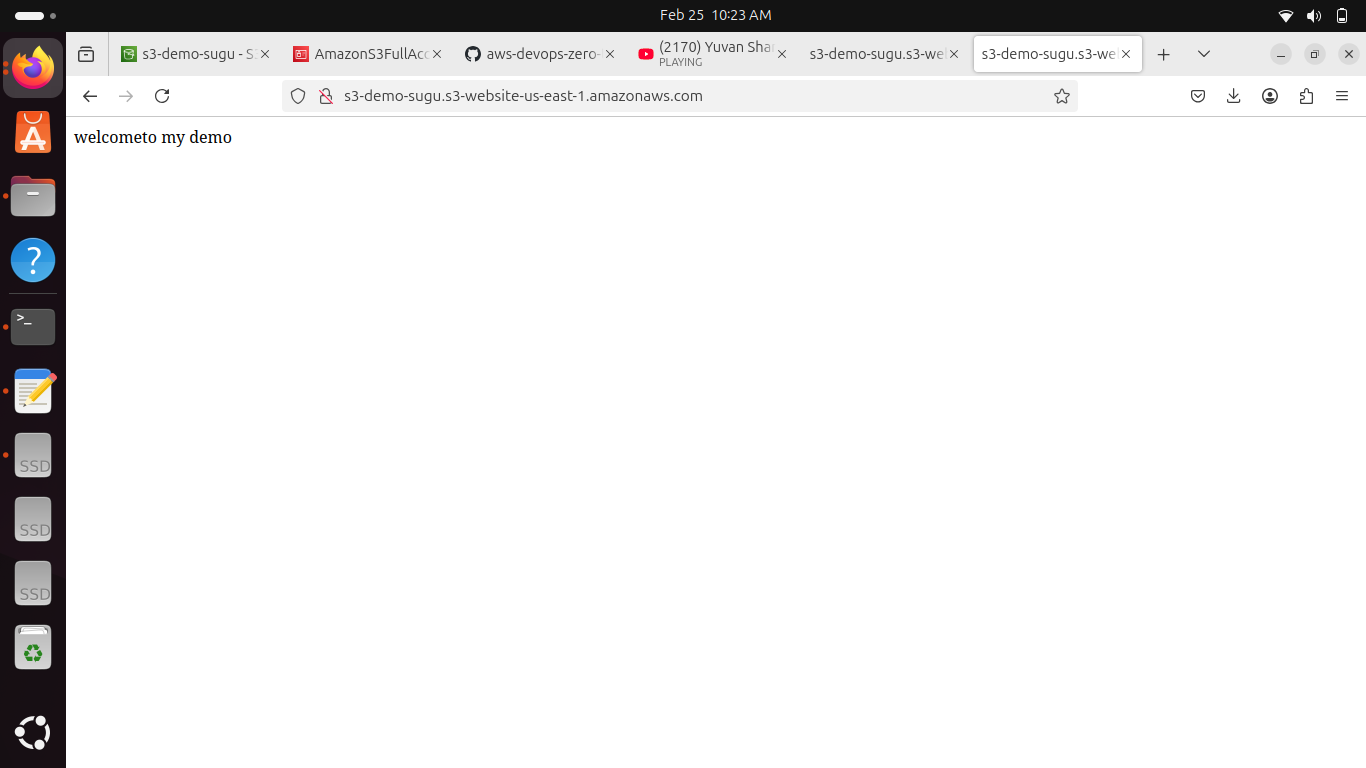 Feb 25 10:23 AM
s3-demo-sugu - S3
AmazonS3FullAcc
aws-devops-zero-
(2170) Yuvan Shan
PLAYING
s3-demo-sugu.s3-we
s3-demo-sugu.s3-we
s3-demo-sugu.s3-website-us-east-1.amazonaws.com
welcometo my demo
?
>_
SSD
SSD
SSD